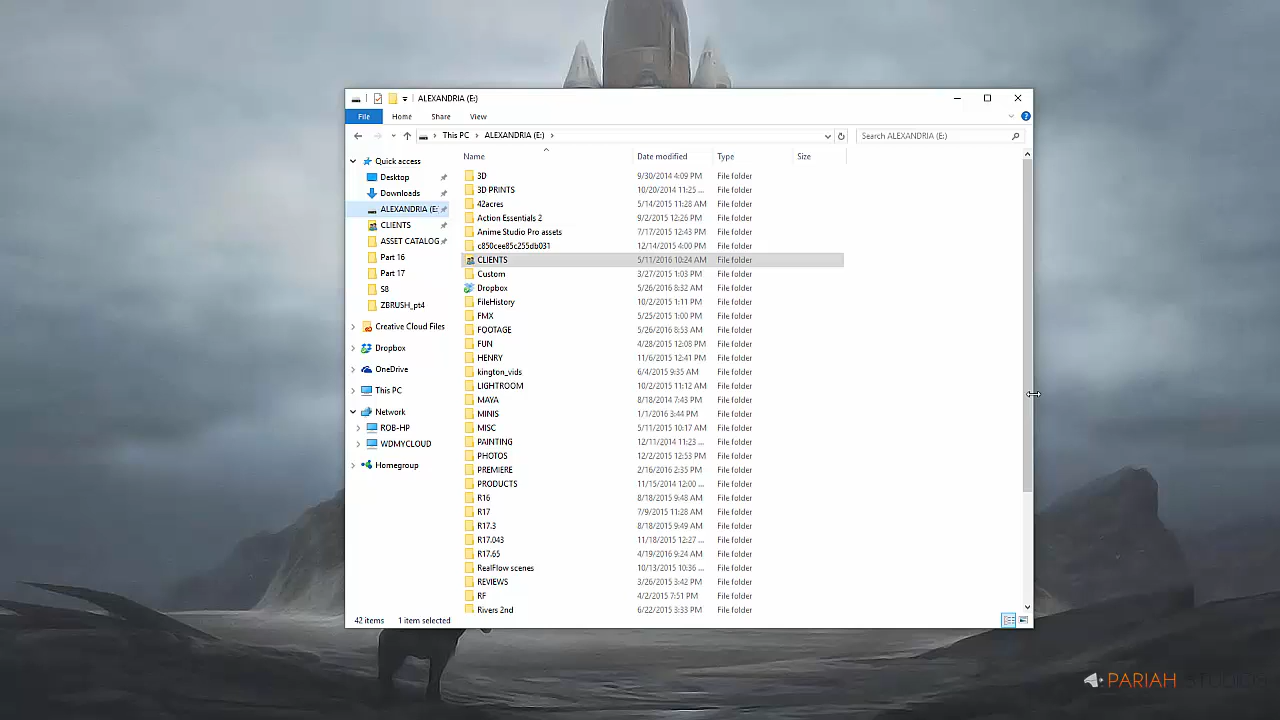 ALEXANDRIA (E:)
File Home Share View
This PC ALEXANDRIA (E:) Search ALEXANDRIA (E:)
Name Date modified Type Size
Quick access
Desktop
Downloads
ALEXANDRIA (E:
CLIENTS
ASSET CATALOG
Part 16
Part 17
S8
ZBRUSH_pt4
Creative Cloud Files
Dropbox
OneDrive
This PC
Network
ROB-HP
WDMYCLOUD
Homegroup
3D 9/30/2014 4:09 PM File folder
3D PRINTS 10/20/2014 11:25 ... File folder
42acres 5/14/2015 11:28 AM File folder
Action Essentials 2 9/2/2015 12:26 PM File folder
Anime Studio Pro assets 7/17/2015 12:43 PM File folder
c850cee85c255db031 12/14/2015 4:00 PM File folder
CLIENTS 5/11/2016 10:24 AM File folder
Custom 3/27/2015 1:03 PM File folder
Dropbox 5/26/2016 8:32 AM File folder
FileHistory 10/2/2015 1:11 PM File folder
FMX 5/25/2015 1:00 PM File folder
FOOTAGE 5/26/2016 8:53 AM File folder
FUN 4/28/2015 12:08 PM File folder
HENRY 11/6/2015 12:41 PM File folder
kington_vids 6/4/2015 9:35 AM File folder
LIGHTROOM 10/2/2015 11:12 AM File folder
MAYA 8/18/2014 7:43 PM File folder
MINIS 1/1/2016 3:44 PM File folder
MISC 5/11/2015 10:17 AM File folder
PAINTING 12/11/2014 11:23 ... File folder
PHOTOS 12/2/2015 12:53 PM File folder
PREMIERE 2/16/2016 2:35 PM File folder
PRODUCTS 11/15/2014 12:00 ... File folder
R16 8/18/2015 9:48 AM File folder
R17 7/9/2015 11:28 AM File folder
R17.3 8/18/2015 9:49 AM File folder
R17.043 11/18/2015 12:27 ... File folder
R17.65 4/19/2016 9:24 AM File folder
RealFlow scenes 10/13/2015 10:36 ... File folder
REVIEWS 3/26/2015 3:42 PM File folder
RF 4/2/2015 7:51 PM File folder
Rivers 2nd 6/22/2015 3:33 PM File folder
42 items 1 item selected
PARIAH STUDIOS